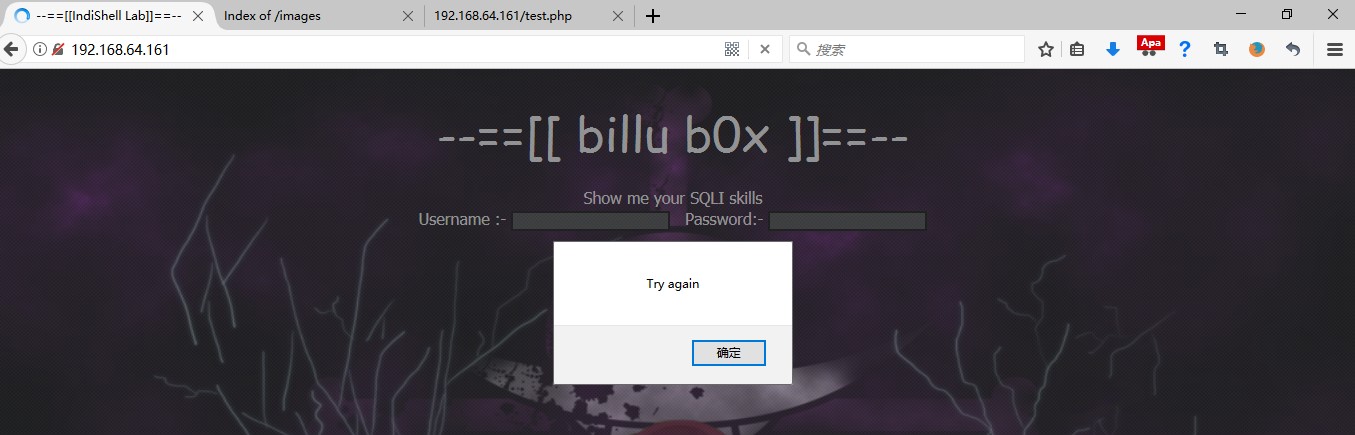 --==[[IndiShell Lab]]==--
Index of /images
192.168.64.161/test.php
192.168.64.161
搜索
Apa
--==[[ billu b0x ]]==--
Show me your SQLI skills
Username :- Password:-
Try again
确定